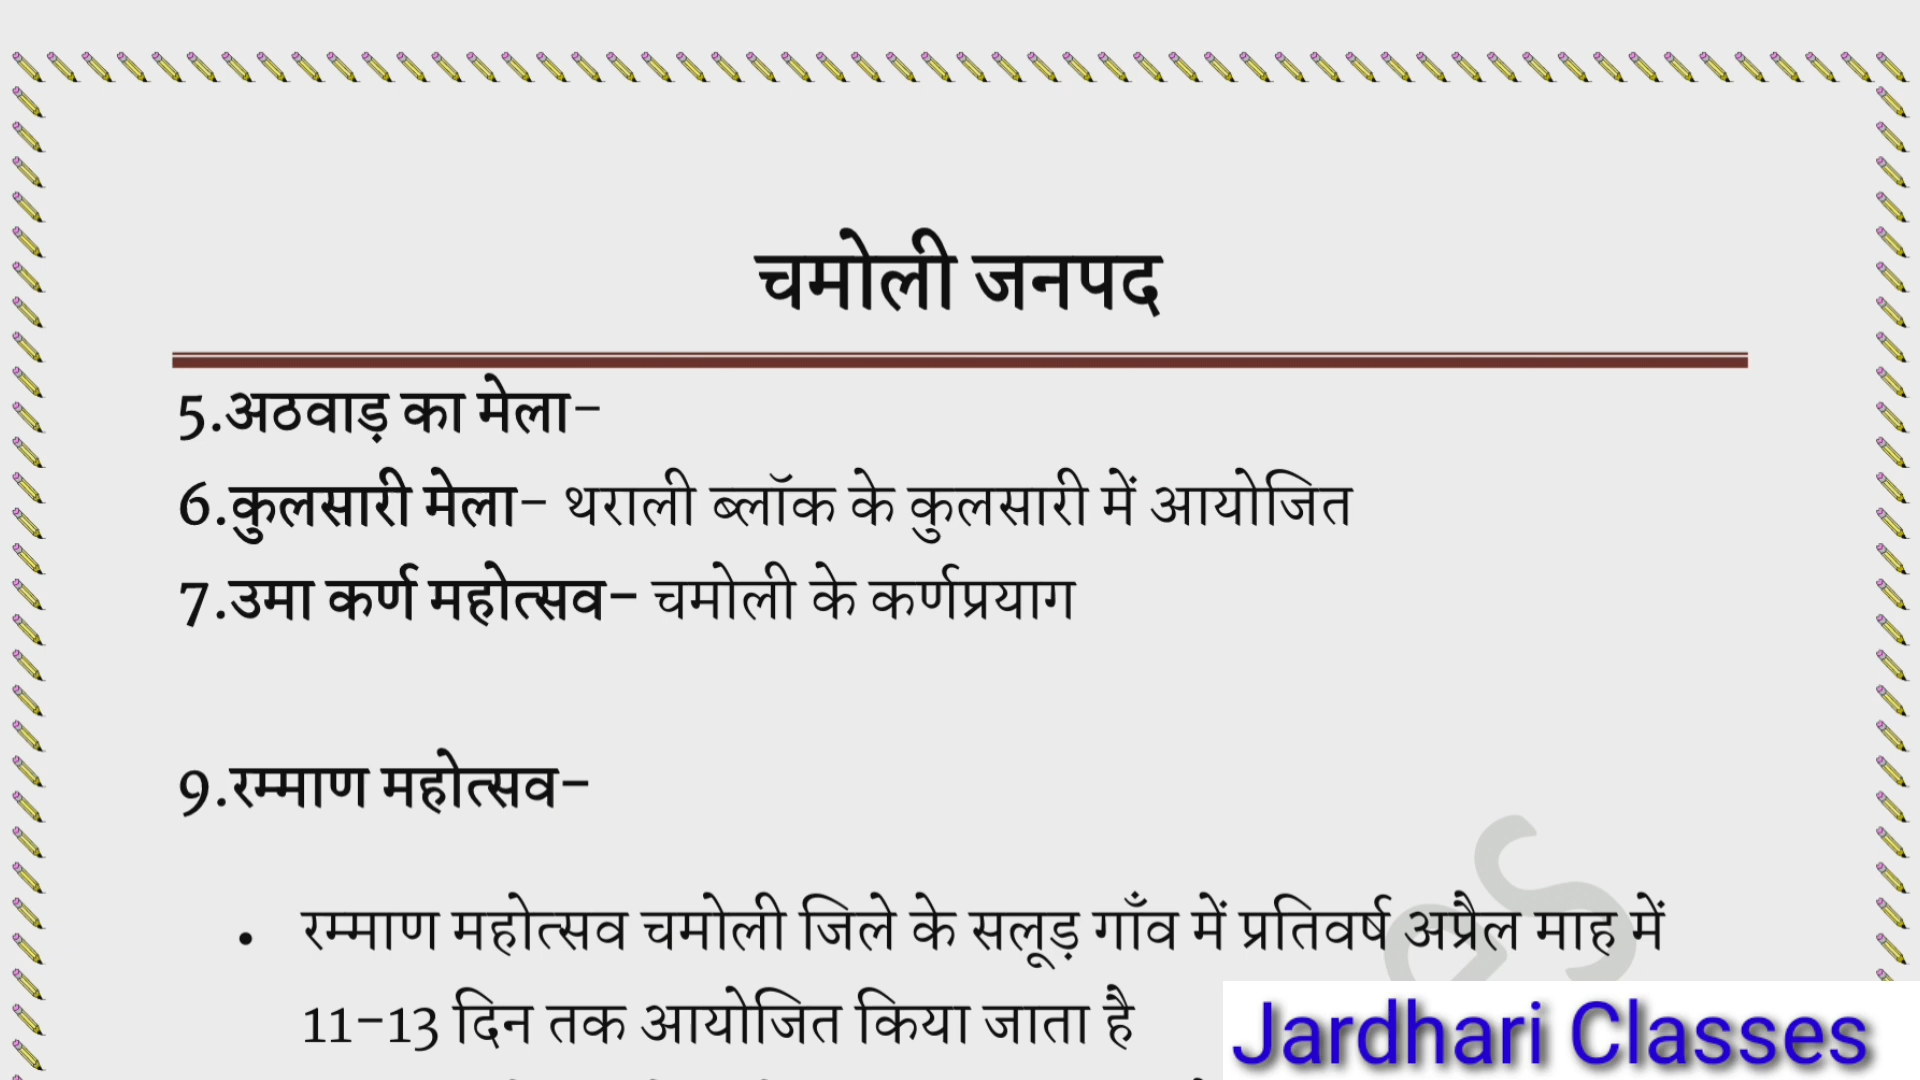 चमोली जनपद
5.अठवाड़ का मेला–
6.कुलसारी मेला– थराली ब्लॉक के कुलसारी में आयोजित
7.उमा कर्ण महोत्सव– चमोली के कर्णप्रयाग
9.रम्माण महोत्सव–
• रम्माण महोत्सव चमोली जिले के सलूड़ गाँव में प्रतिवर्ष अप्रैल माह में
11–13 दिन तक आयोजित किया जाता है
Jardhari Classes